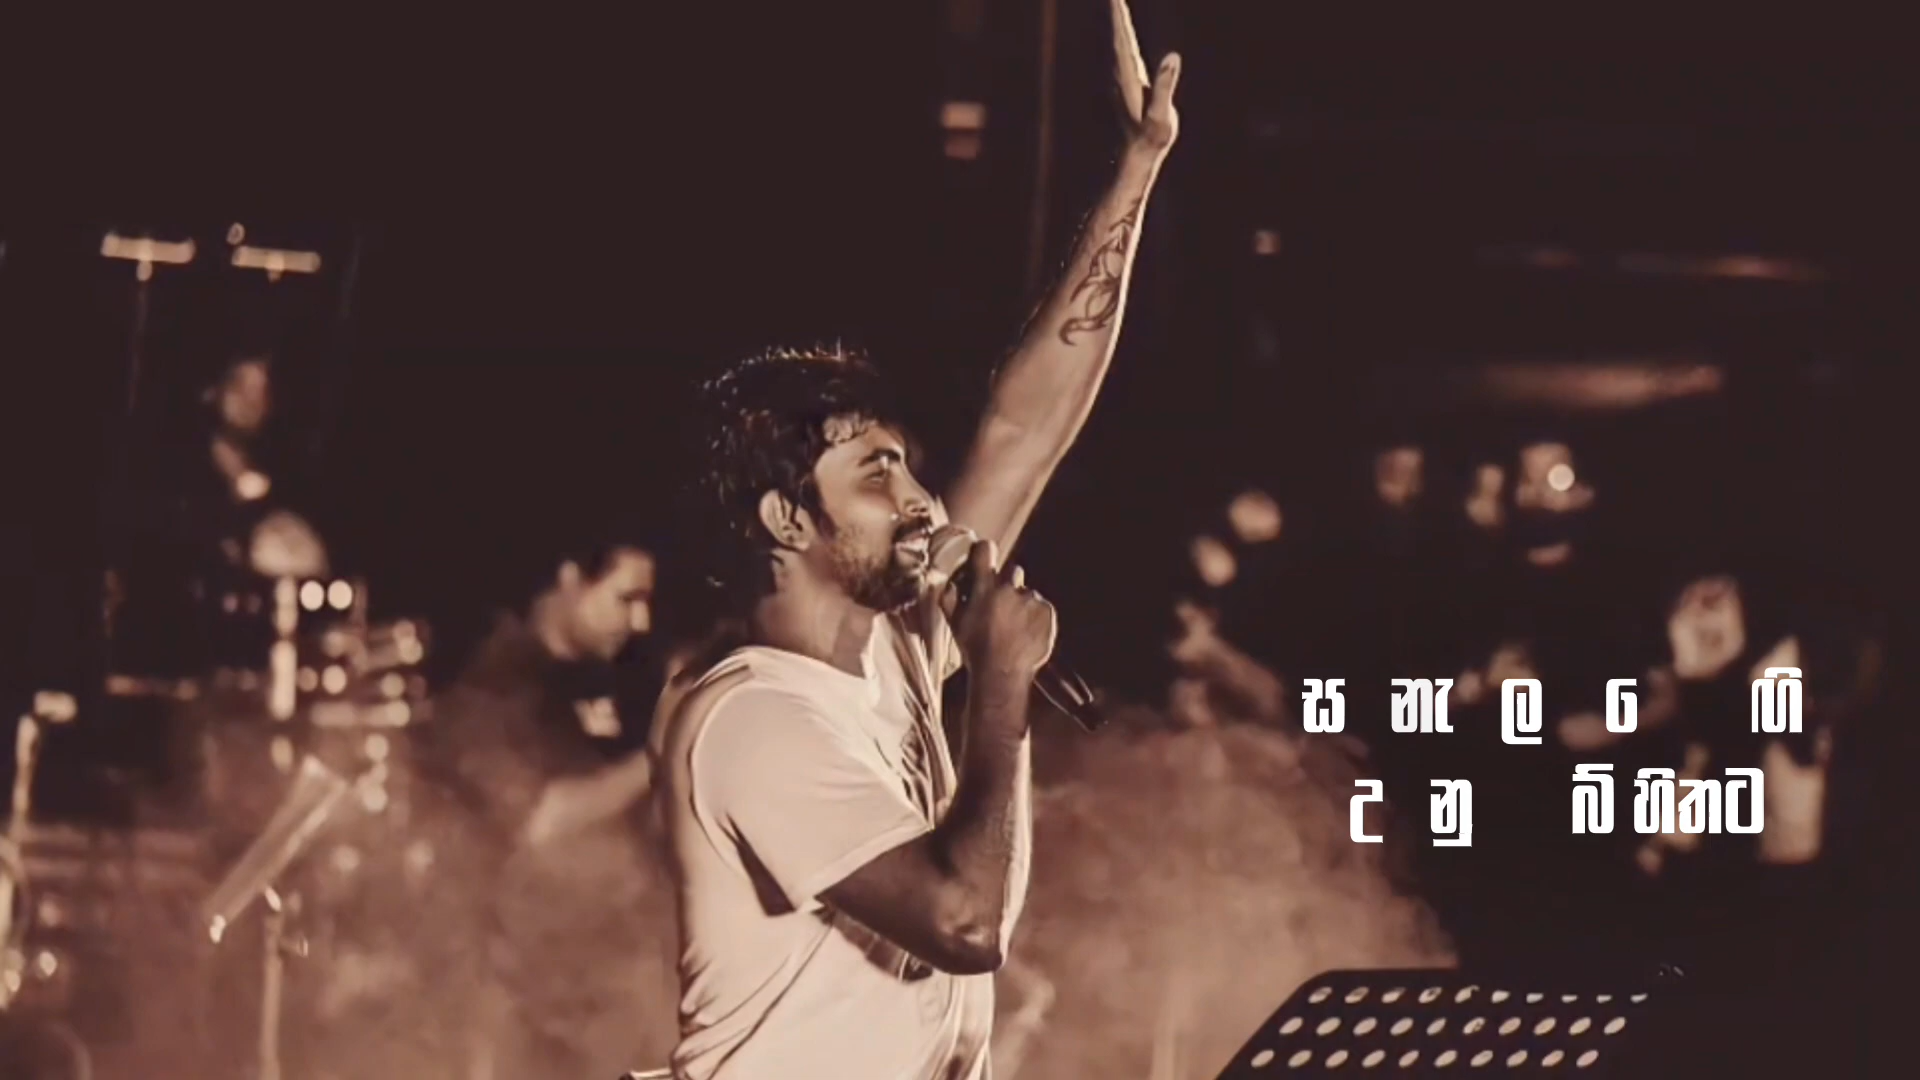 ස නැ ල ෙ ඟි
උ නු බ් හිතට